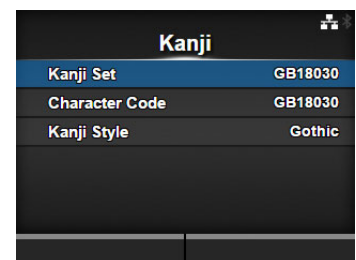 Kanji
Kanji Set GB18030
Character Code GB18030
Kanji Style Gothic